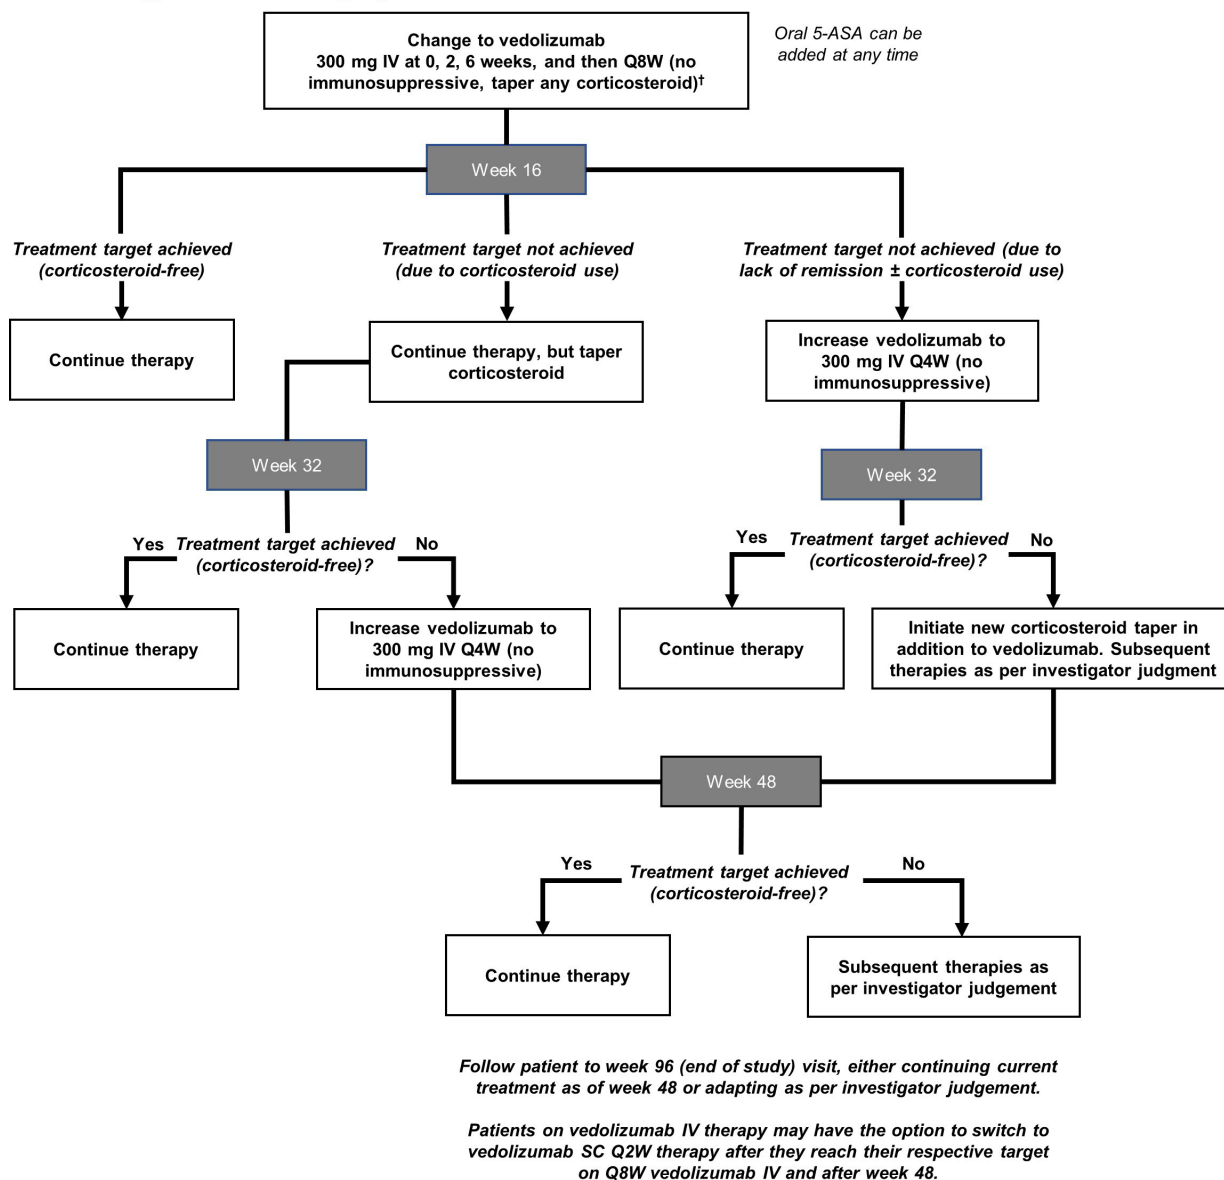 Change to vedolizumab
300 mg IV at 0, 2, 6 weeks, and then Q8W (no
immunosuppressive, taper any corticosteroid)†
Oral 5-ASA can be
added at any time
Week 16
Treatment target achieved
(corticosteroid-free)
Treatment target not achieved
(due to corticosteroid use)
Treatment target not achieved (due to
lack of remission ± corticosteroid use)
Continue therapy
Continue therapy, but taper
corticosteroid
Increase vedolizumab to
300 mg IV Q4W (no
immunosuppressive)
Week 32
Week 32
Yes
Treatment target achieved
(corticosteroid-free)?
No
Yes
Treatment target achieved
(corticosteroid-free)?
No
Continue therapy
Increase vedolizumab to
300 mg IV Q4W (no
immunosuppressive)
Continue therapy
Initiate new corticosteroid taper in
addition to vedolizumab. Subsequent
therapies as per investigator judgment
Week 48
Yes
Treatment target achieved
(corticosteroid-free)?
No
Continue therapy
Subsequent therapies as
per investigator judgement
Follow patient to week 96 (end of study) visit, either continuing current
treatment as of week 48 or adapting as per investigator judgement.
Patients on vedolizumab IV therapy may have the option to switch to
vedolizumab SC Q2W therapy after they reach their respective target
on Q8W vedolizumab IV and after week 48.